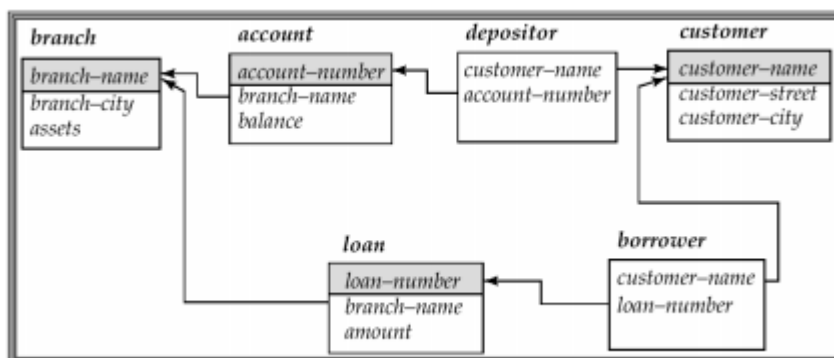 branch
branch–name
branch–city
assets
account
account–number
branch–name
balance
depositor
customer–name
account–number
customer
customer–name
customer–street
customer–city
loan
loan–number
branch–name
amount
borrower
customer–name
loan–number